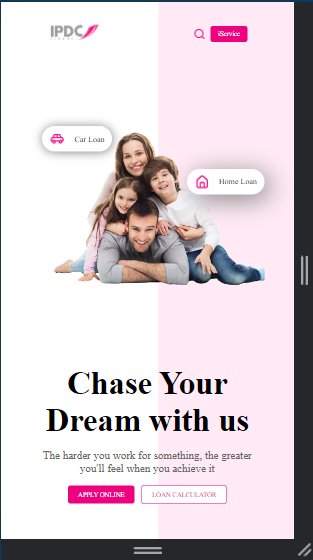 IPDC
iService
Car Loan
Home Loan
Chase Your
Dream with us
The harder you work for something, the greater
you'll feel when you achieve it
APPLY ONLINE
LOAN CALCULATOR